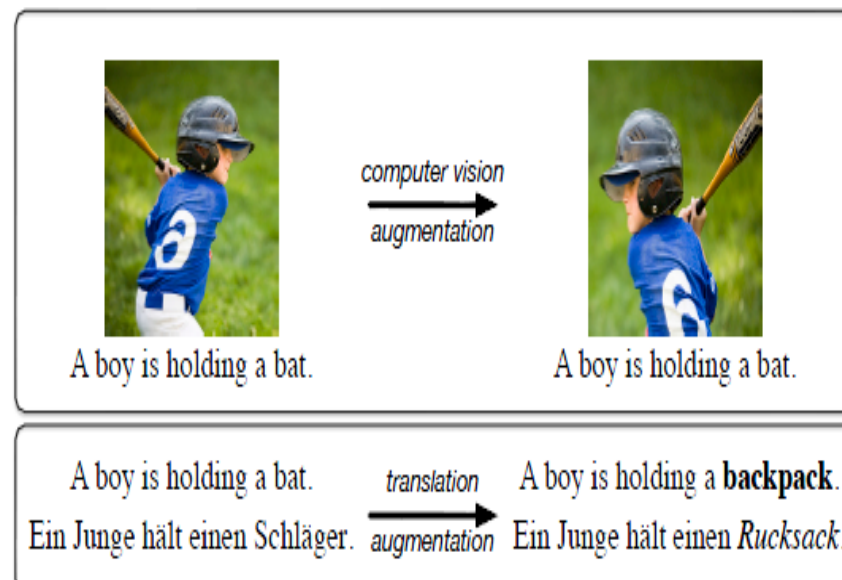 computer vision
augmentation
A boy is holding a bat.
A boy is holding a bat.
A boy is holding a bat.
Ein Junge hält einen Schläger.
translation
augmentation
A boy is holding a backpack.
Ein Junge hält einen Rucksack.